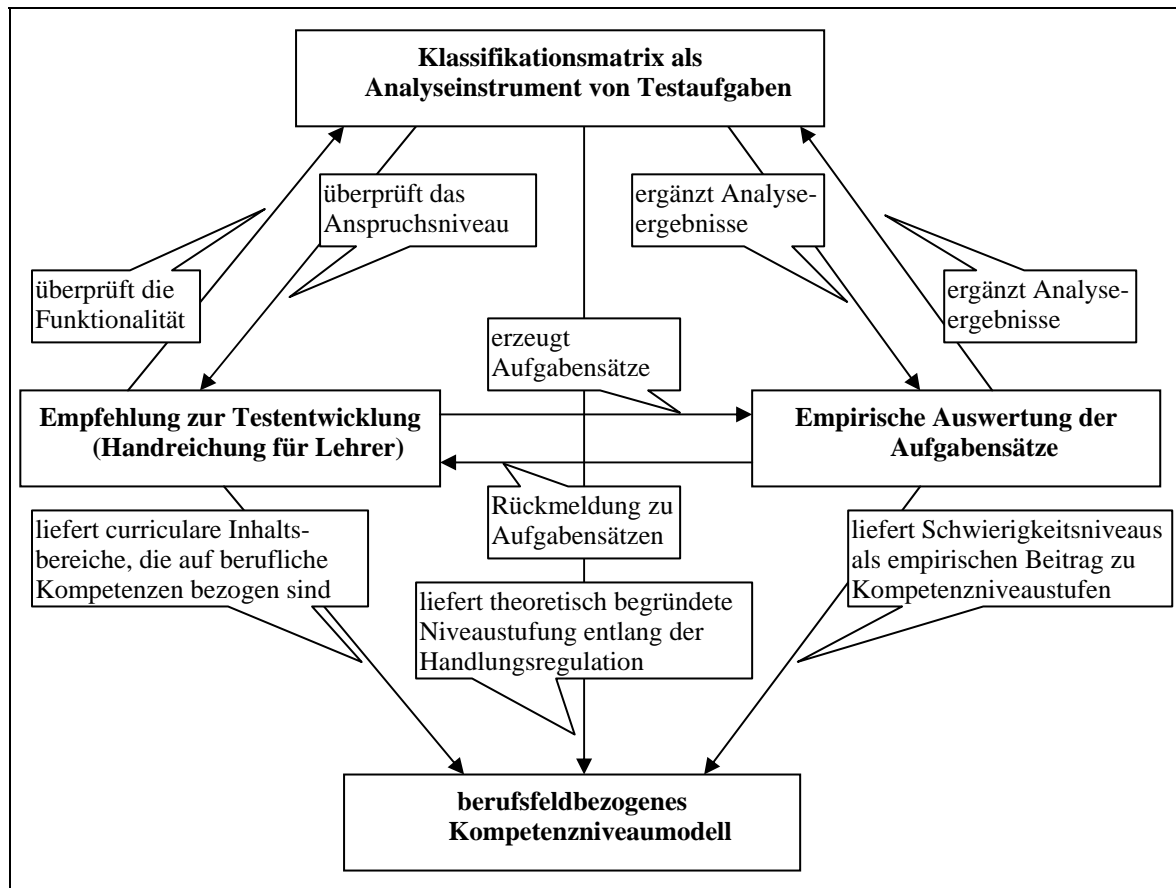 Klassifikationsmatrix als
Analyseinstrument von Testaufgaben
überprüft das
Anspruchsniveau
ergänzt Analyse-
ergebnisse
überprüft die
Funktionalität
ergänzt Analyse-
ergebnisse
erzeugt
Aufgabensätze
Empfehlung zur Testentwicklung
(Handreichung für Lehrer)
Empirische Auswertung der
Aufgabensätze
Rückmeldung zu
Aufgabensätzen
liefert curriculare Inhalts-
bereiche, die auf berufliche
Kompetenzen bezogen sind
liefert Schwierigkeitsniveaus
als empirischen Beitrag zu
Kompetenzniveaustufen
liefert theoretisch begründete
Niveaustufung entlang der
Handlungsregulation
berufsfeldbezogenes
Kompetenzniveaumodell